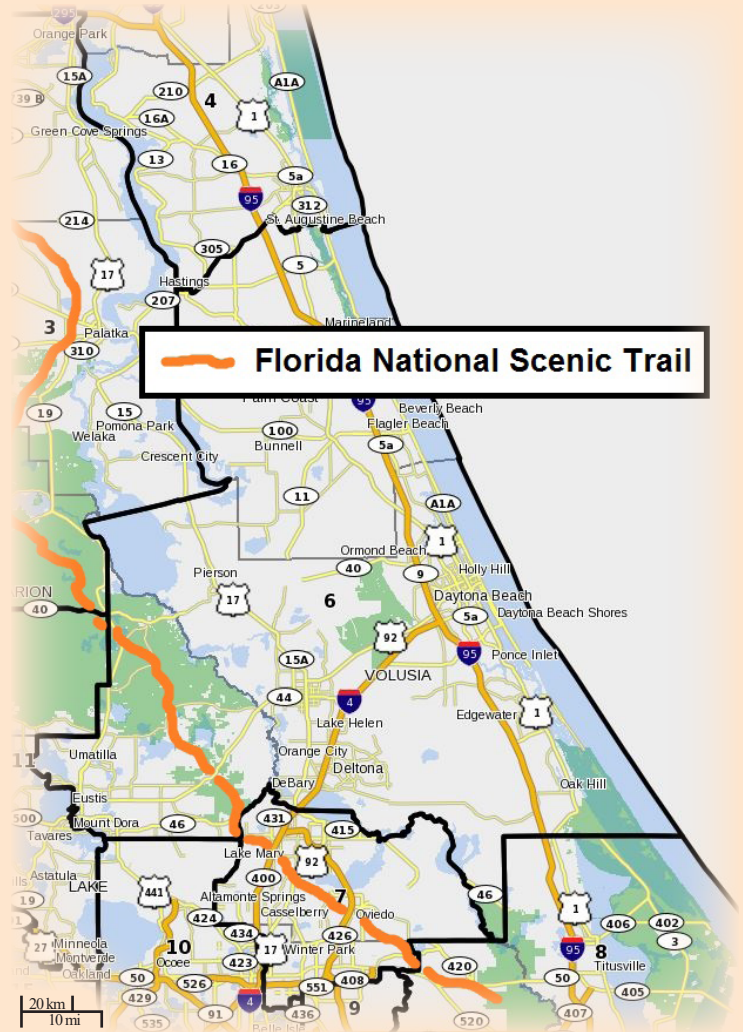 295
203
Orange Park
15A
210
4
A1A
39 B
16A
1
Green Cove Springs
13
16
5a
95
312
214
St. Augustine Beach
305
5
17
Hastings
207
3
Palatka
Marineland
310
Florida National Scenic Trail
Palm Coast
95
19
15
Beverly Beach
Pomona Park
Flagler Beach
Welaka
100
5a
Bunnell
Crescent City
11
A1A
1
Ormond Beach
Pierson
40
9
Holly Hill
ARION
17
6
Daytona Beach
40
5a
Daytona Beach Shores
92
95
Ponce Inlet
15A
VOLUSIA
44
4
Edgewater
1
Lake Helen
11
Umatilla
Orange City
Deltona
DeBary
Oak Hill
Eustis
500
Mount Dora
46
431
415
Tavares
Lake Mary
92
Astatula
400
LAKE
441
Altamonte Springs
7
46
19
Casselberry
Oviedo
1
424
406
402
434
426
27
Minneola
10
17
Winter Park
95
8
3
Montverde
Ocoee
423
420
Titusville
Oakland
50
526
551
408
50
405
429
4
9
20 km
91
436
407
10 mi
535
Belle Isle
520